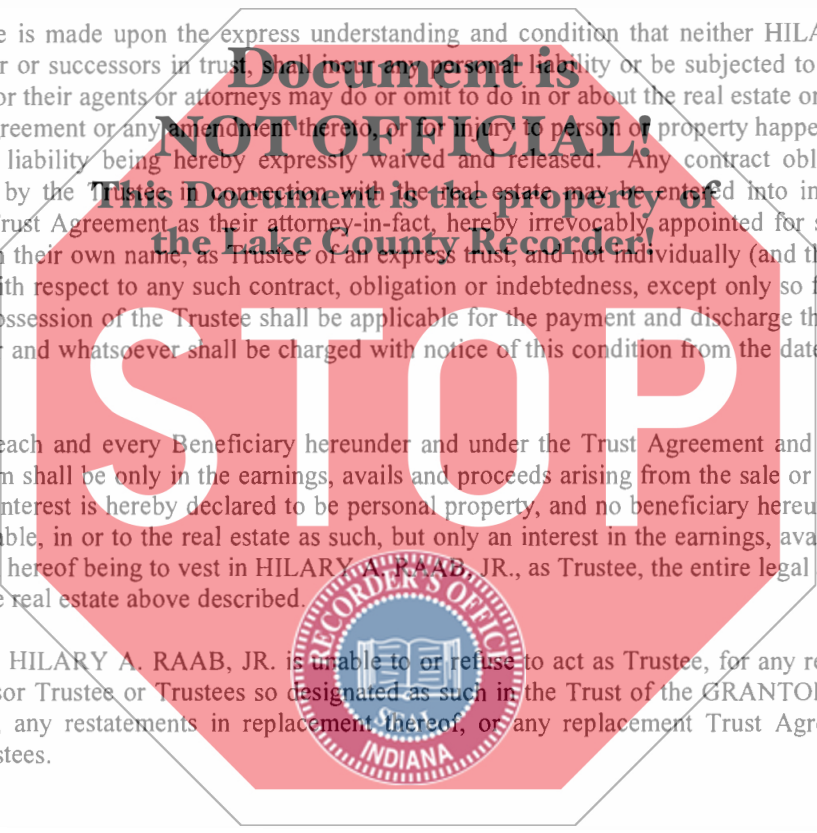 e is made upon the express understanding and condition that neither HILA
r or successors in trust, shall incur any personal liability or be subjected to
or their agents or attorneys may do or omit to do in or about the real estate or
reement or any amendment thereto, or for injury to person or property happe
liability being hereby expressly waived and released. Any contract obl
by the Trustee in connection with the real estate may be entered into in
rust Agreement as their attorney-in-fact, hereby irrevocably appointed for s
n their own name, as Trustee of an express trust, and not individually (and th
ith respect to any such contract, obligation or indebtedness, except only so f
ossession of the Trustee shall be applicable for the payment and discharge th
r and whatsoever shall be charged with notice of this condition from the date
each and every Beneficiary hereunder and under the Trust Agreement and
m shall be only in the earnings, avails and proceeds arising from the sale or
nterest is hereby declared to be personal property, and no beneficiary hereu
able, in or to the real estate as such, but only an interest in the earnings, ava
hereof being to vest in HILARY A. RAAB, JR., as Trustee, the entire legal
e real estate above described.
HILARY A. RAAB, JR. is unable to or refuse to act as Trustee, for any re
sor Trustee or Trustees so designated as such in the Trust of the GRANTOR
, any restatements in replacement thereof, or any replacement Trust Agre
stees.
Document is
NOT OFFICIAL!
This Document is the property of
the Lake County Recorder!
STOP
RECORDER'S OFFICE
SEAL
INDIANA